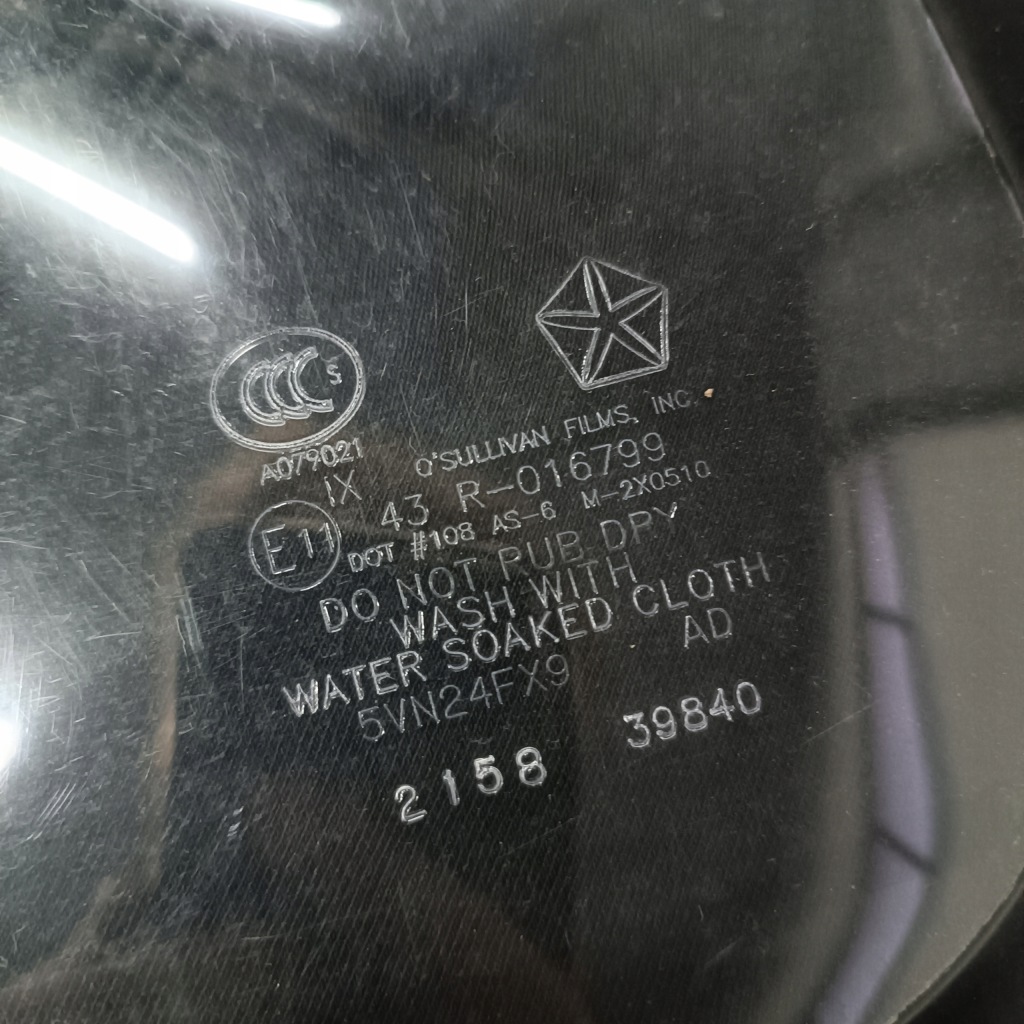 CCC S
A079021
O'SULLIVAN FILMS, INC.
IX
E11 43 R-016799
DOT #108 AS-6 M-2X0510
DO NOT RUB DRY
WASH WITH
WATER SOAKED CLOTH
5VN24FX9 AD
2158 39840